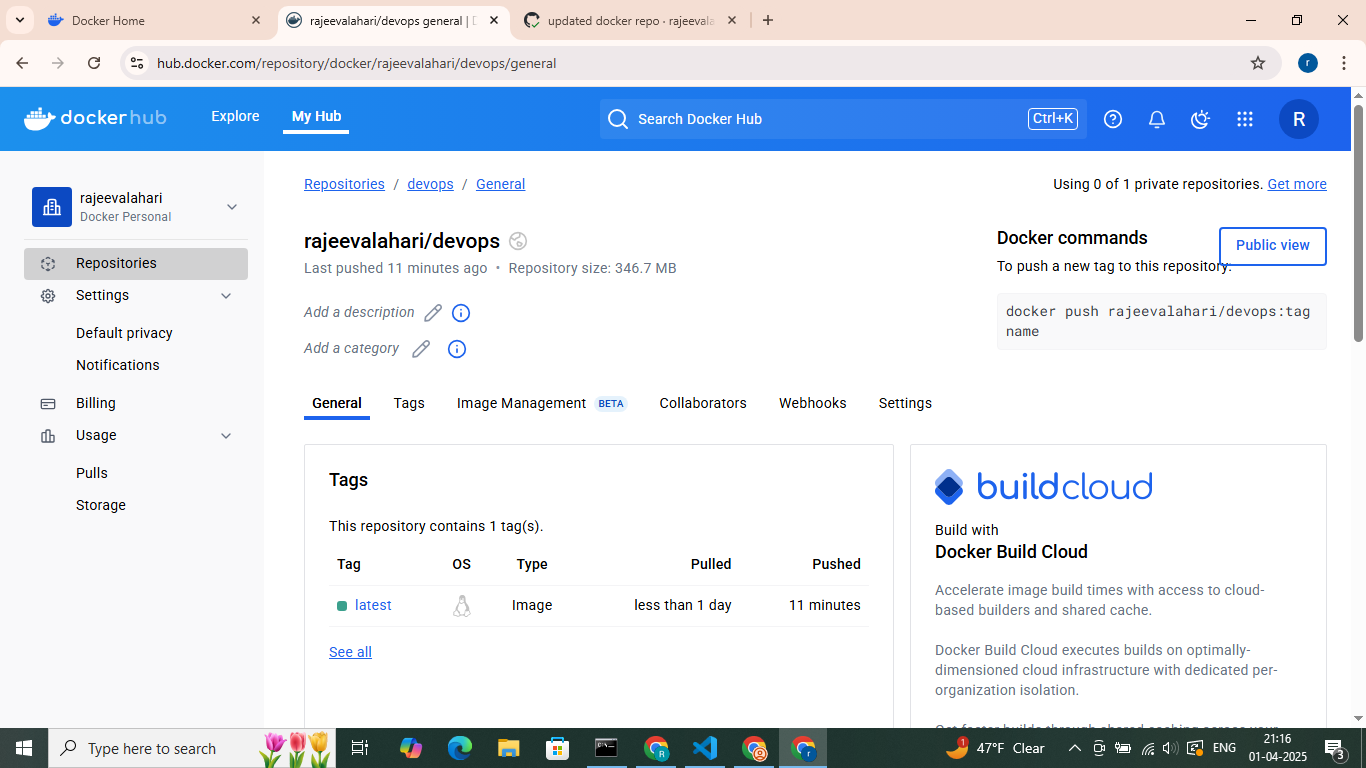 Docker Home
rajeevalahari/devops general | D
updated docker repo · rajeevala
hub.docker.com/repository/docker/rajeevalahari/devops/general
r
dockerhub
Explore
My Hub
Search Docker Hub
Ctrl+K
R
rajeevalahari
Docker Personal
Repositories
Settings
Default privacy
Notifications
Billing
Usage
Pulls
Storage
Repositories / devops / General
Using 0 of 1 private repositories. Get more
rajeevalahari/devops
Last pushed 11 minutes ago • Repository size: 346.7 MB
Add a description
Add a category
Docker commands
Public view
To push a new tag to this repository:
docker push rajeevalahari/devops:tag
name
General Tags Image Management BETA Collaborators Webhooks Settings
Tags
This repository contains 1 tag(s).
Tag OS Type Pulled Pushed
latest Image less than 1 day 11 minutes
See all
buildcloud
Build with
Docker Build Cloud
Accelerate image build times with access to cloud-
based builders and shared cache.
Docker Build Cloud executes builds on optimally-
dimensioned cloud infrastructure with dedicated per-
organization isolation.
Type here to search
47°F Clear
ENG
21:16
01-04-2025
3